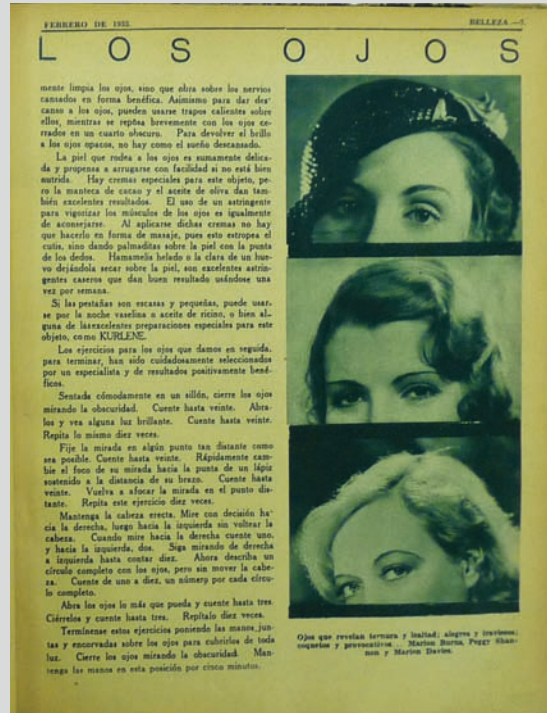 FEBRERO DE 1933.
BELLEZA —7.
LOS OJOS
mente limpia los ojos, sino que obra sobre los nervios
cansados en forma benéfica. Asimismo para dar des-
canso a los ojos, pueden usarse trapos calientes sobre
ellos, mientras se reposa brevemente con los ojos ce-
rrados en un cuarto obscuro. Para devolver el brillo
a los ojos opacos, no hay como el sueño descansado.
La piel que rodea a los ojos es sumamente delica-
da y propensa a arrugarse con facilidad si no está bien
nutrida. Hay cremas especiales para este objeto, pe-
ro la manteca de cacao y el aceite de oliva dan tam-
bién excelentes resultados. El uso de un astringente
para vigorizar los músculos de los ojos es igualmente
de aconsejarse. Al aplicarse dichas cremas no hay
que hacerlo en forma de masaje, pues esto estropea el
cutis, sino dando palmaditas sobre la piel con la punta
de los dedos. Hamamelis helado o la clara de un hue-
vo dejándola secar sobre la piel, son excelentes astrin-
gentes caseros que dan buen resultado usándose una
vez por semana.
Si las pestañas son escasas y pequeñas, puede usar-
se por la noche vaselina o aceite de ricino, o bien al-
guna de las excelentes preparaciones especiales para este
objeto, como KURLENE.
Los ejercicios para los ojos que damos en seguida,
para terminar, han sido cuidadosamente seleccionados
por un especialista y de resultados positivamente bené-
ficos.
Sentada cómodamente en un sillón, cierre los ojos
mirando la obscuridad. Cuente hasta veinte. Abra-
los y vea alguna luz brillante. Cuente hasta veinte.
Repita lo mismo diez veces.
Fije la mirada en algún punto tan distante como
sea posible. Cuente hasta veinte. Rápidamente cam-
bie el foco de su mirada hacia la punta de un lápiz
sostenido a la distancia de su brazo. Cuente hasta
veinte. Vuelva a afocar la mirada en el punto dis-
tante. Repita este ejercicio diez veces.
Mantenga la cabeza erecta. Mire con decisión ha-
cia la derecha, luego hacia la izquierda sin voltear la
cabeza. Cuando mire hacia la derecha cuente uno,
y hacia la izquierda, dos. Siga mirando de derecha
a izquierda hasta contar diez. Ahora describa un
círculo completo con los ojos, pero sin mover la cabe-
za. Cuente de uno a diez, un número por cada círcu-
lo completo.
Abra los ojos lo más que pueda y cuente hasta tres.
Ciérrelos y cuente hasta tres. Repítalo diez veces.
Termínense estos ejercicios poniendo las manos jun-
tas y encorvadas sobre los ojos para cubrirlos de toda
luz. Cierre los ojos mirando la obscuridad. Man-
tenga las manos en esta posición por cinco minutos.
Ojos que revelan ternura y lealtad; alegres y traviesos;
coquetos y provocativos... Marion Burns, Peggy Shan-
non y Marion Davies.